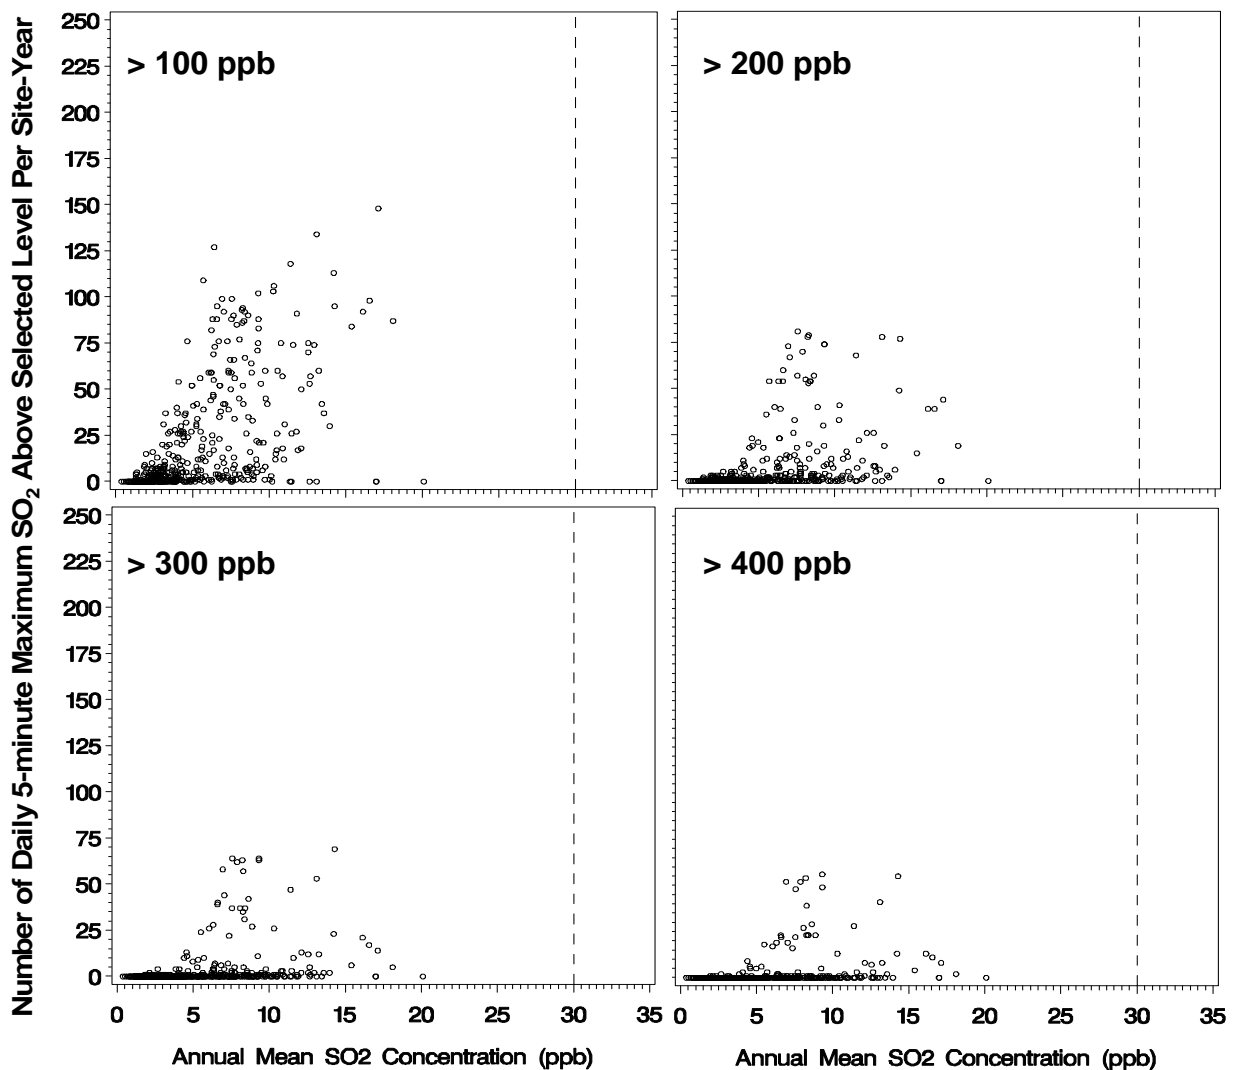 Number of Daily 5-minute Maximum SO2 Above Selected Level Per Site-Year
250
225
200
175
150
125
100
75
50
25
0
> 100 ppb
> 200 ppb
250
225
200
175
150
125
100
75
50
25
0
> 300 ppb
> 400 ppb
0 5 10 15 20 25 30 35
0 5 10 15 20 25 30 35
Annual Mean SO2 Concentration (ppb)
Annual Mean SO2 Concentration (ppb)